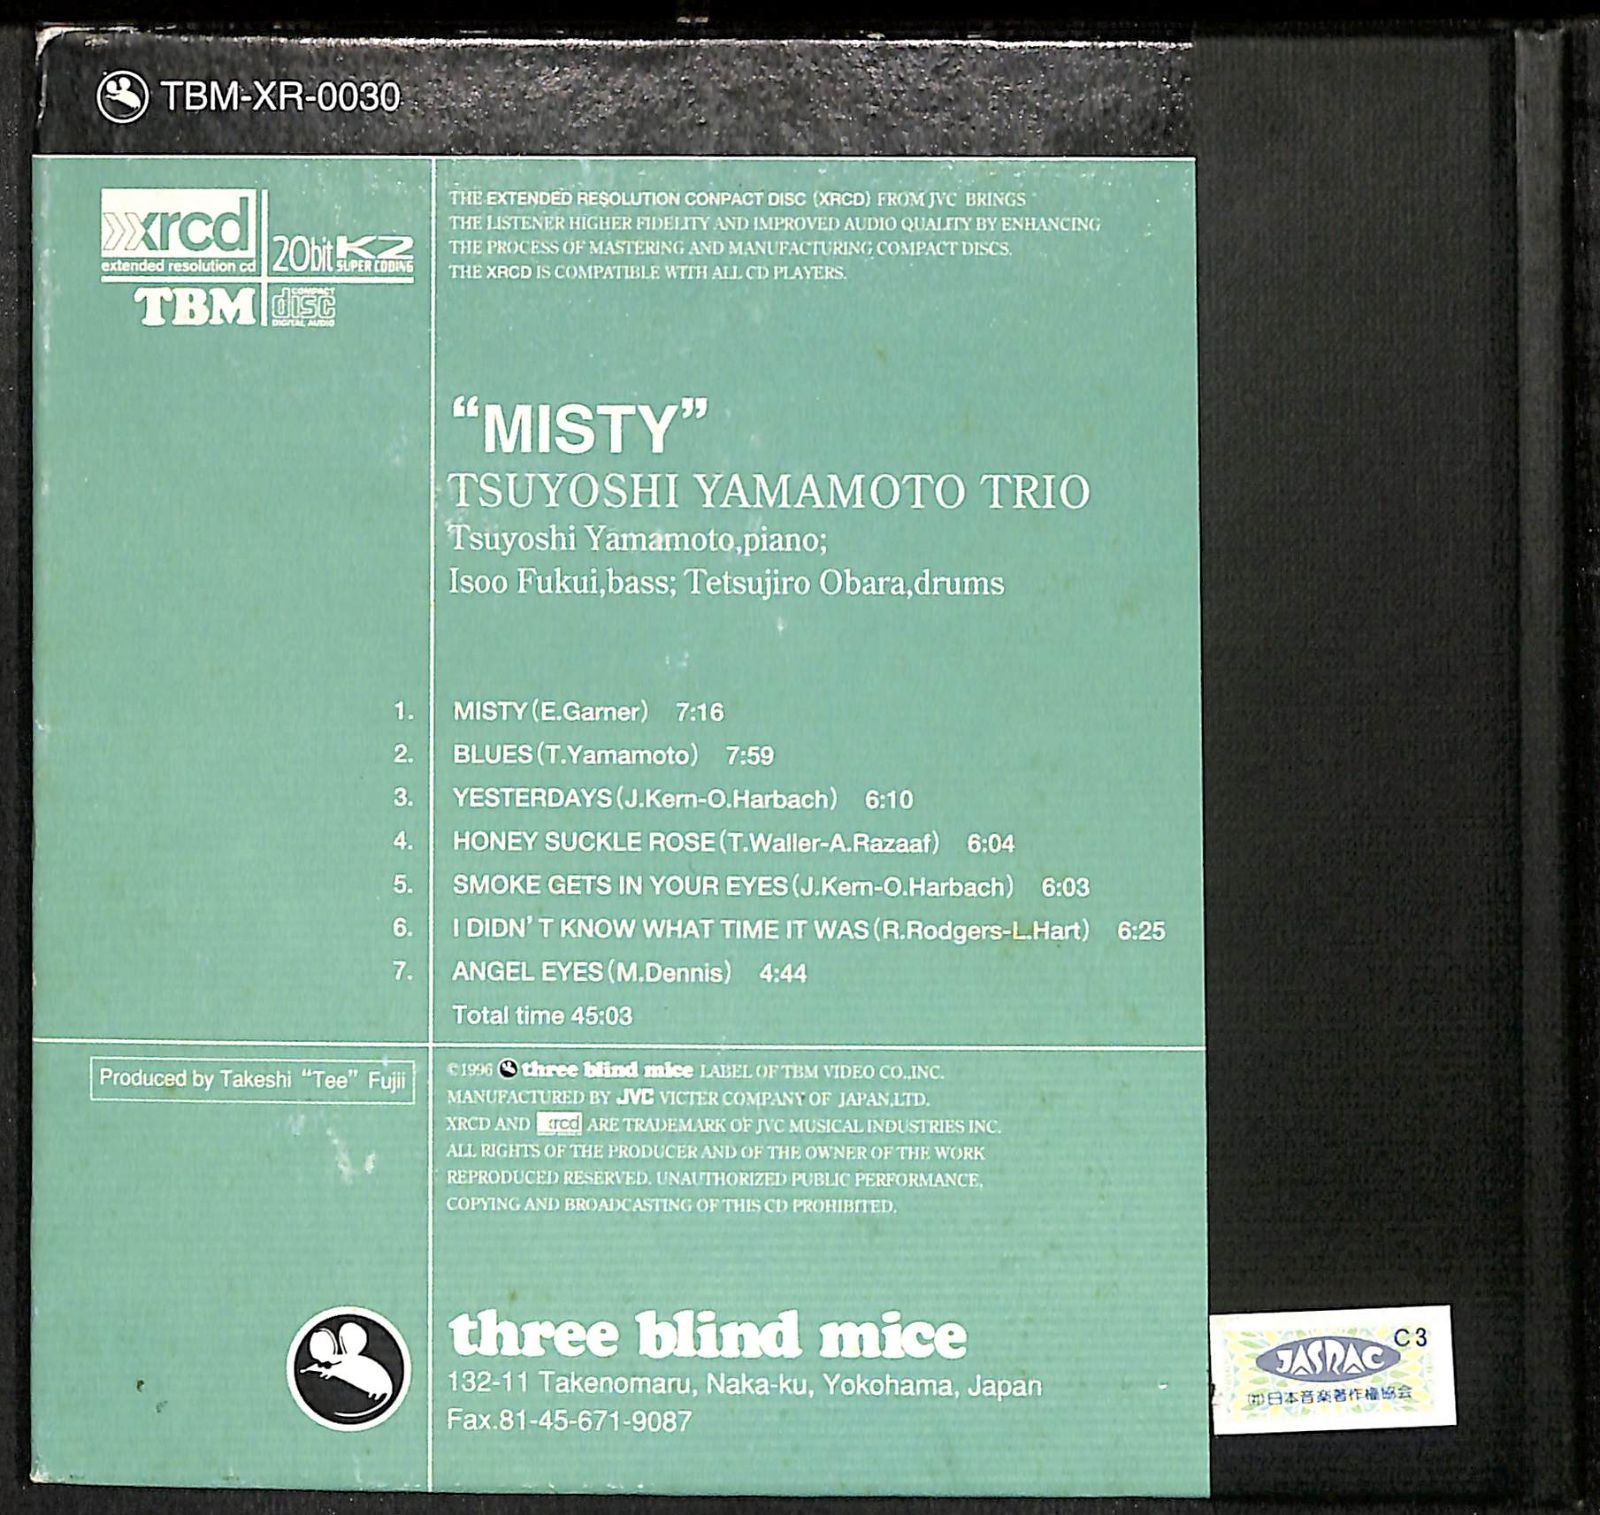 TBM-XR-0030
xrcd
extended resolution cd
20bit K2
SUPER CODING
TBM
COMPACT
disc
DIGITAL AUDIO
THE EXTENDED RESOLUTION CONPACT DISC (XRCD) FROM JVC BRINGS
THE LISTENER HIGHER FIDELITY AND IMPROVED AUDIO QUALITY BY ENHANCING
THE PROCESS OF MASTERING AND MANUFACTURING COMPACT DISCS.
THE XRCD IS COMPATIBLE WITH ALL CD PLAYERS.
“MISTY”
TSUYOSHI YAMAMOTO TRIO
Tsuyoshi Yamamoto,piano;
Isoo Fukui,bass; Tetsujiro Obara,drums
1. MISTY(E.Garner) 7:16
2. BLUES(T.Yamamoto) 7:59
3. YESTERDAYS(J.Kern-O.Harbach) 6:10
4. HONEY SUCKLE ROSE(T.Waller-A.Razaaf) 6:04
5. SMOKE GETS IN YOUR EYES(J.Kern-O.Harbach) 6:03
6. I DIDN'T KNOW WHAT TIME IT WAS(R.Rodgers-L.Hart) 6:25
7. ANGEL EYES(M.Dennis) 4:44
Total time 45:03
Produced by Takeshi “Tee” Fujii
©1996 three blind mice LABEL OF TBM VIDEO CO.,INC.
MANUFACTURED BY JVC VICTER COMPANY OF JAPAN,LTD.
XRCD AND xrcd ARE TRADEMARK OF JVC MUSICAL INDUSTRIES INC.
ALL RIGHTS OF THE PRODUCER AND OF THE OWNER OF THE WORK
REPRODUCED RESERVED. UNAUTHORIZED PUBLIC PERFORMANCE,
COPYING AND BROADCASTING OF THIS CD PROHIBITED.
three blind mice
132-11 Takenomaru, Naka-ku, Yokohama, Japan
Fax.81-45-671-9087
C3
JASRAC
㈳日本音楽著作権協会